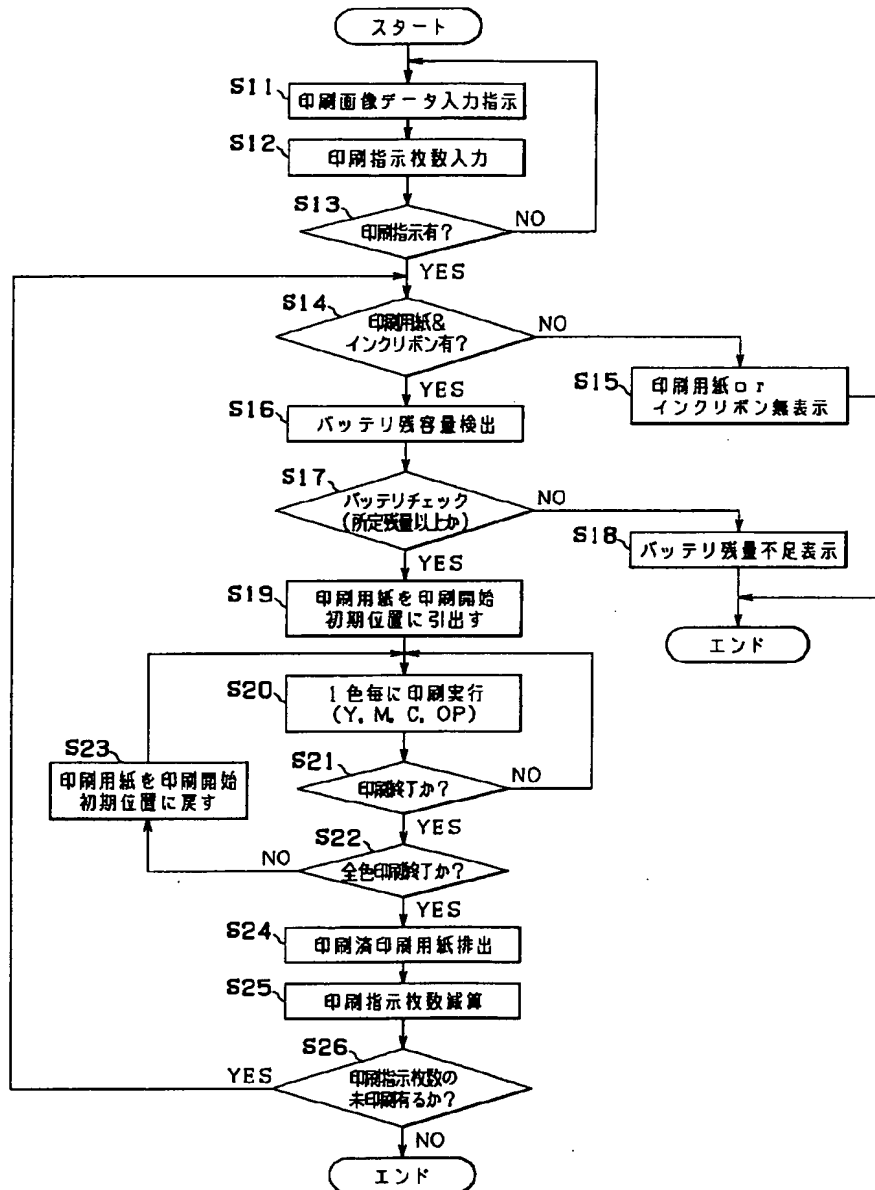 スタート
S11
印刷画像データ入力指示
S12
印刷指示枚数入力
S13
印刷指示有?
NO
YES
S14
印刷用紙&
インクリボン有?
NO
YES
S15
印刷用紙or
インクリボン無表示
S16
バッテリ残容量検出
S17
バッテリチェック
(所定残量以上か)
NO
YES
S18
バッテリ残量不足表示
エンド
S19
印刷用紙を印刷開始
初期位置に引出す
S20
1色毎に印刷実行
(Y, M, C, OP)
S21
印刷終了か?
NO
YES
S23
印刷用紙を印刷開始
初期位置に戻す
S22
全色印刷終了か?
NO
YES
S24
印刷済印刷用紙排出
S25
印刷指示枚数減算
S26
印刷指示枚数の
未印刷有るか?
YES
NO
エンド